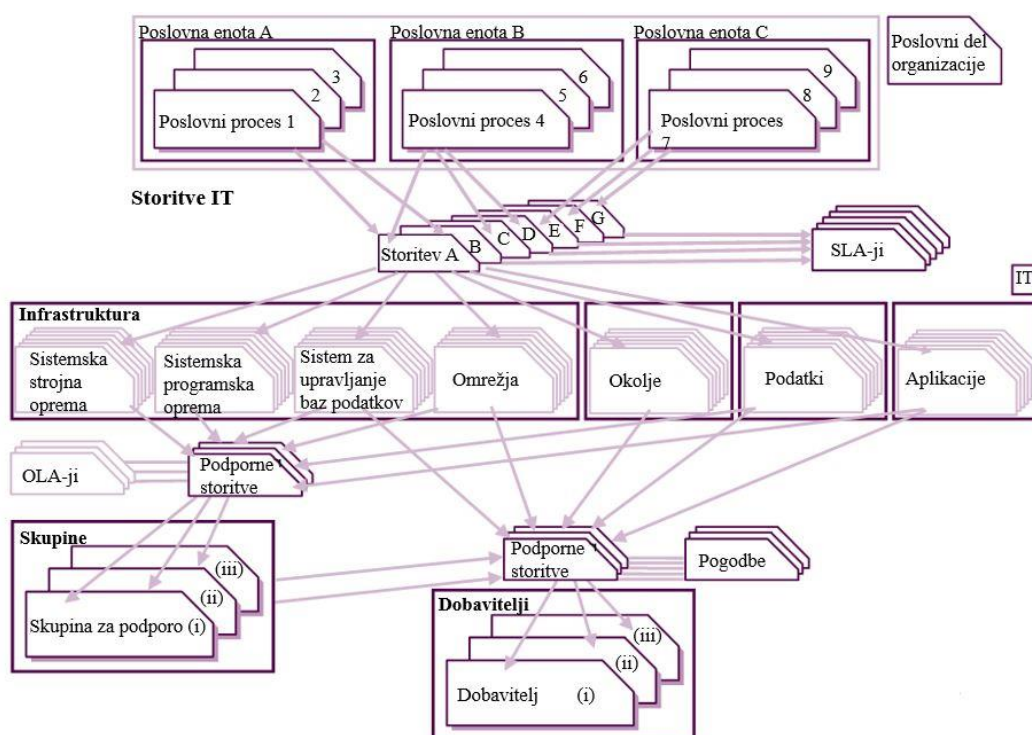 Poslovna enota A
Poslovna enota B
Poslovna enota C
Poslovni del
organizacije
3
2
Poslovni proces 1
6
5
Poslovni proces 4
9
8
Poslovni proces
7
Storitve IT
Storitev A
B
C
D
E
F
G
SLA-ji
IT
Infrastruktura
Sistemska
strojna
oprema
Sistemska
programska
oprema
Sistem za
upravljanje
baz podatkov
Omrežja
Okolje
Podatki
Aplikacije
OLA-ji
Podporne
storitve
Skupine
(iii)
(ii)
Skupina za podporo (i)
Podporne
storitve
Pogodbe
Dobavitelji
(iii)
(ii)
Dobavitelj (i)